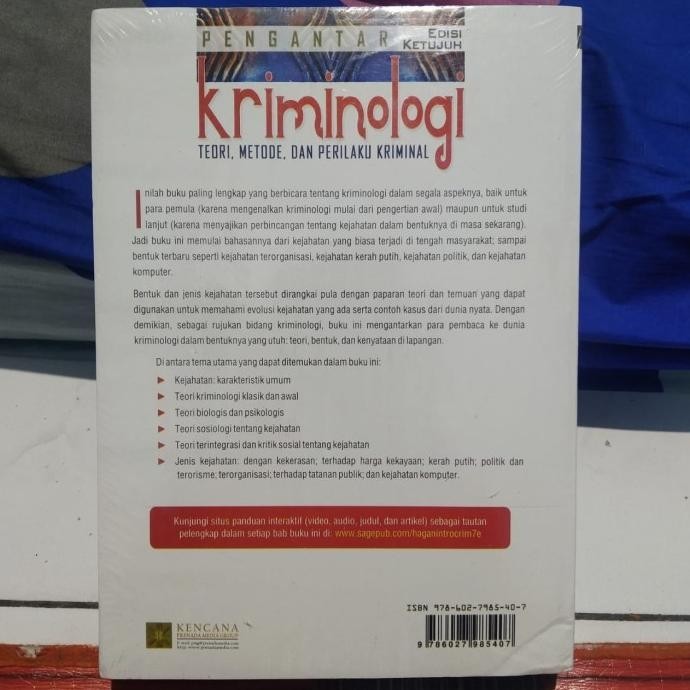 PENGANTAR
EDISI
KETUJUH
kriminologi
TEORI, METODE, DAN PERILAKU KRIMINAL
Inilah buku paling lengkap yang berbicara tentang kriminologi dalam segala aspeknya, baik untuk
para pemula (karena mengenalkan kriminologi mulai dari pengertian awal) maupun untuk studi
lanjut (karena menyajikan perbincangan tentang kejahatan dalam bentuknya di masa sekarang).
Jadi buku ini memulai bahasannya dari kejahatan yang biasa terjadi di tengah masyarakat; sampai
bentuk terbaru seperti kejahatan terorganisasi, kejahatan kerah putih, kejahatan politik, dan kejahatan
komputer.
Bentuk dan jenis kejahatan tersebut dirangkai pula dengan paparan teori dan temuan yang dapat
digunakan untuk memahami evolusi kejahatan yang ada serta contoh kasus dari dunia nyata. Dengan
demikian, sebagai rujukan bidang kriminologi, buku ini mengantarkan para pembaca ke dunia
kriminologi dalam bentuknya yang utuh: teori, bentuk, dan kenyataan di lapangan.
Di antara tema utama yang dapat ditemukan dalam buku ini:
► Kejahatan: karakteristik umum
► Teori kriminologi klasik dan awal
► Teori biologis dan psikologis
► Teori sosiologi tentang kejahatan
► Teori terintegrasi dan kritik sosial tentang kejahatan
► Jenis kejahatan: dengan kekerasan; terhadap harga kekayaan; kerah putih; politik dan
terorisme; terorganisasi; terhadap tatanan publik; dan kejahatan komputer.
Kunjungi situs panduan interaktif (video, audio, judul, dan artikel) sebagai tautan
pelengkap dalam setiap bab buku ini di: www.sagepub.com/haganintrocrim7e
ISBN 978-602-7985-40-7
9 786027 985407
KENCANA
PRENADA MEDIA GROUP
E-mail: pmg@prenadamedia.com
http: www.prenadamedia.com